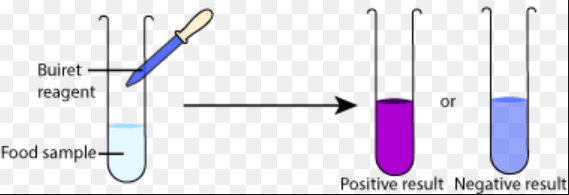 Buiret
reagent
Food sample
or
Positive result
Negative result